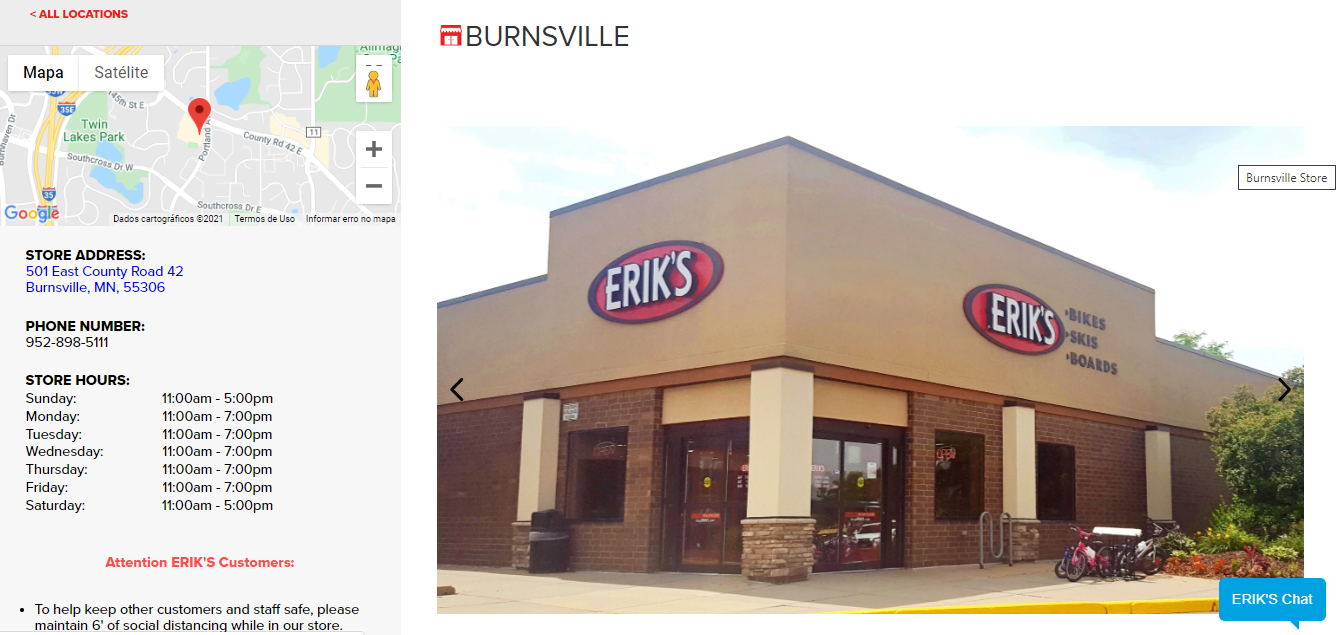 < ALL LOCATIONS
Mapa Satélite
145th St E
35E
Twin
Lakes Park
Portland A
County Rd 42 E
11
Southcross Dr W
35
Southcross Dr E
Google
Dados cartográficos ©2021 Termos de Uso Informar erro no mapa
STORE ADDRESS:
501 East County Road 42
Burnsville, MN, 55306
PHONE NUMBER:
952-898-5111
STORE HOURS:
Sunday: 11:00am - 5:00pm
Monday: 11:00am - 7:00pm
Tuesday: 11:00am - 7:00pm
Wednesday: 11:00am - 7:00pm
Thursday: 11:00am - 7:00pm
Friday: 11:00am - 7:00pm
Saturday: 11:00am - 5:00pm
Attention ERIK'S Customers:
• To help keep other customers and staff safe, please
maintain 6' of social distancing while in our store.
BURNSVILLE
Burnsville Store
ERIK'S
ERIK'S
BIKES
SKIS
BOARDS
OPEN
ERIK'S Chat